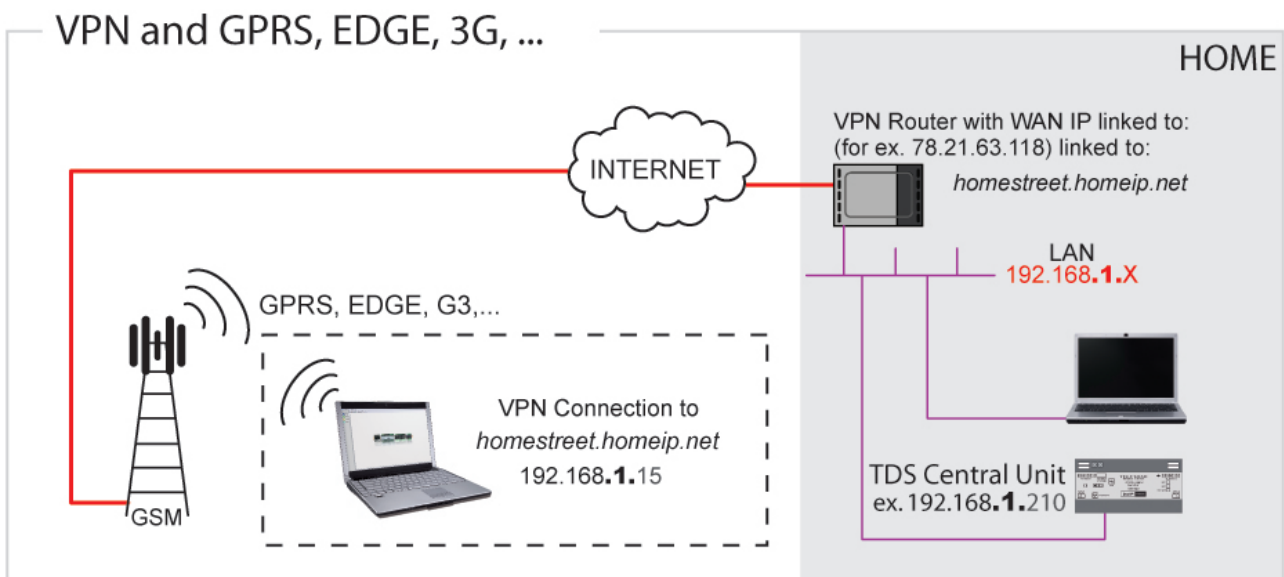 VPN and GPRS, EDGE, 3G, ...
HOME
VPN Router with WAN IP linked to:
(for ex. 78.21.63.118) linked to:
homestreet.homeip.net
INTERNET
LAN
192.168.1.X
GPRS, EDGE, G3,...
VPN Connection to
homestreet.homeip.net
192.168.1.15
GSM
TDS Central Unit
ex. 192.168.1.210